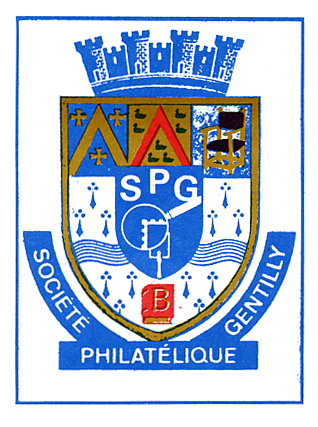 SPG
B
SOCIÉTÉ
PHILATÉLIQUE
GENTILLY